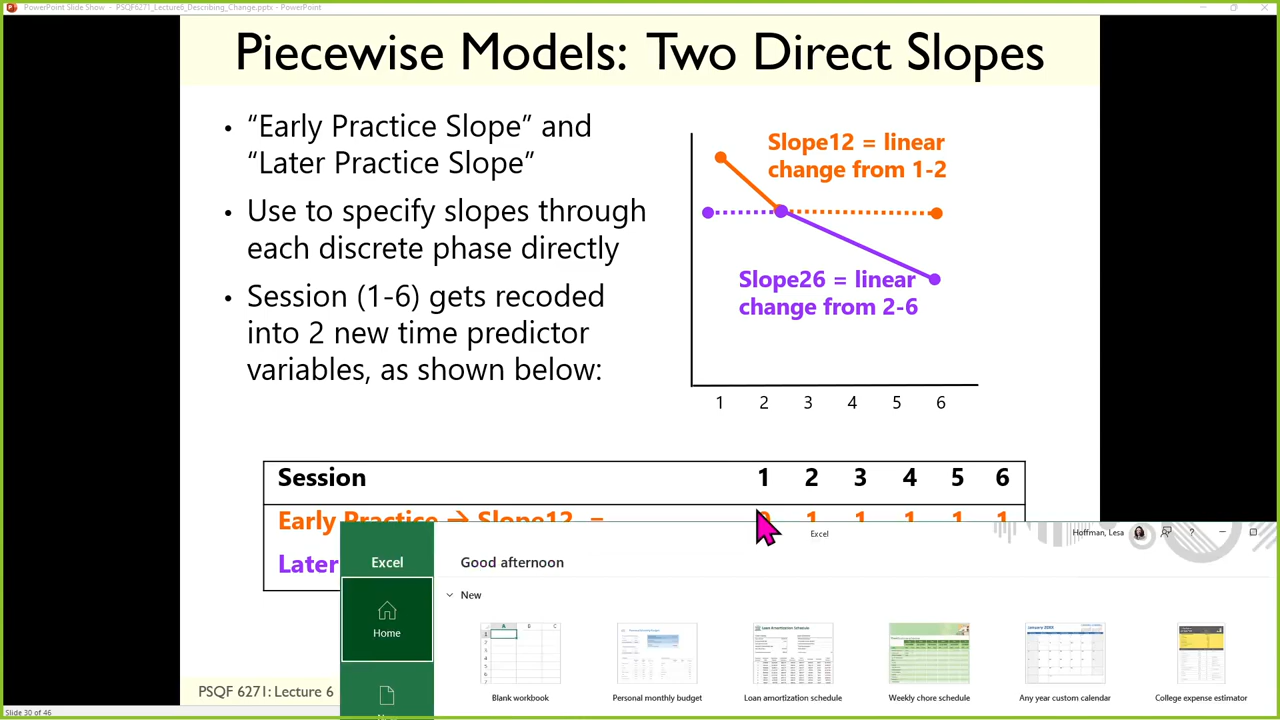 PowerPoint Slide Show - PSQF6271_Lecture6_Describing_Change.pptx - PowerPoint
Piecewise Models: Two Direct Slopes
• “Early Practice Slope” and
“Later Practice Slope”
• Use to specify slopes through
each discrete phase directly
• Session (1-6) gets recoded
into 2 new time predictor
variables, as shown below:
Slope12 = linear
change from 1-2
Slope26 = linear
change from 2-6
1 2 3 4 5 6
Session 1 2 3 4 5 6
Early Practice → Slope12 = 0 1 1 1 1 1
Later
Excel
Hoffman, Lesa
?
Excel
Good afternoon
Home
New
A B C
Blank workbook
Personal monthly budget
Loan amortization schedule
Weekly chore schedule
Any year custom calendar
College expense estimator
PSQF 6271: Lecture 6
Slide 30 of 46